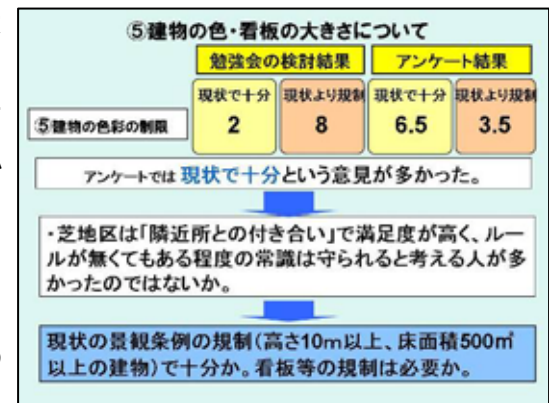 ⑤建物の色・看板の大きさについて
勉強会の検討結果 アンケート結果
現状で十分 現状より規制 現状で十分 現状より規制
⑤建物の色彩の制限 2 8 6.5 3.5
アンケートでは現状で十分という意見が多かった。
・芝地区は「隣近所との付き合い」で満足度が高く、ルー
ルが無くてもある程度の常識は守られると考える人が多
かったのではないか。
現状の景観条例の規制(高さ10m以上、床面積500㎡
以上の建物)で十分か。看板等の規制は必要か。